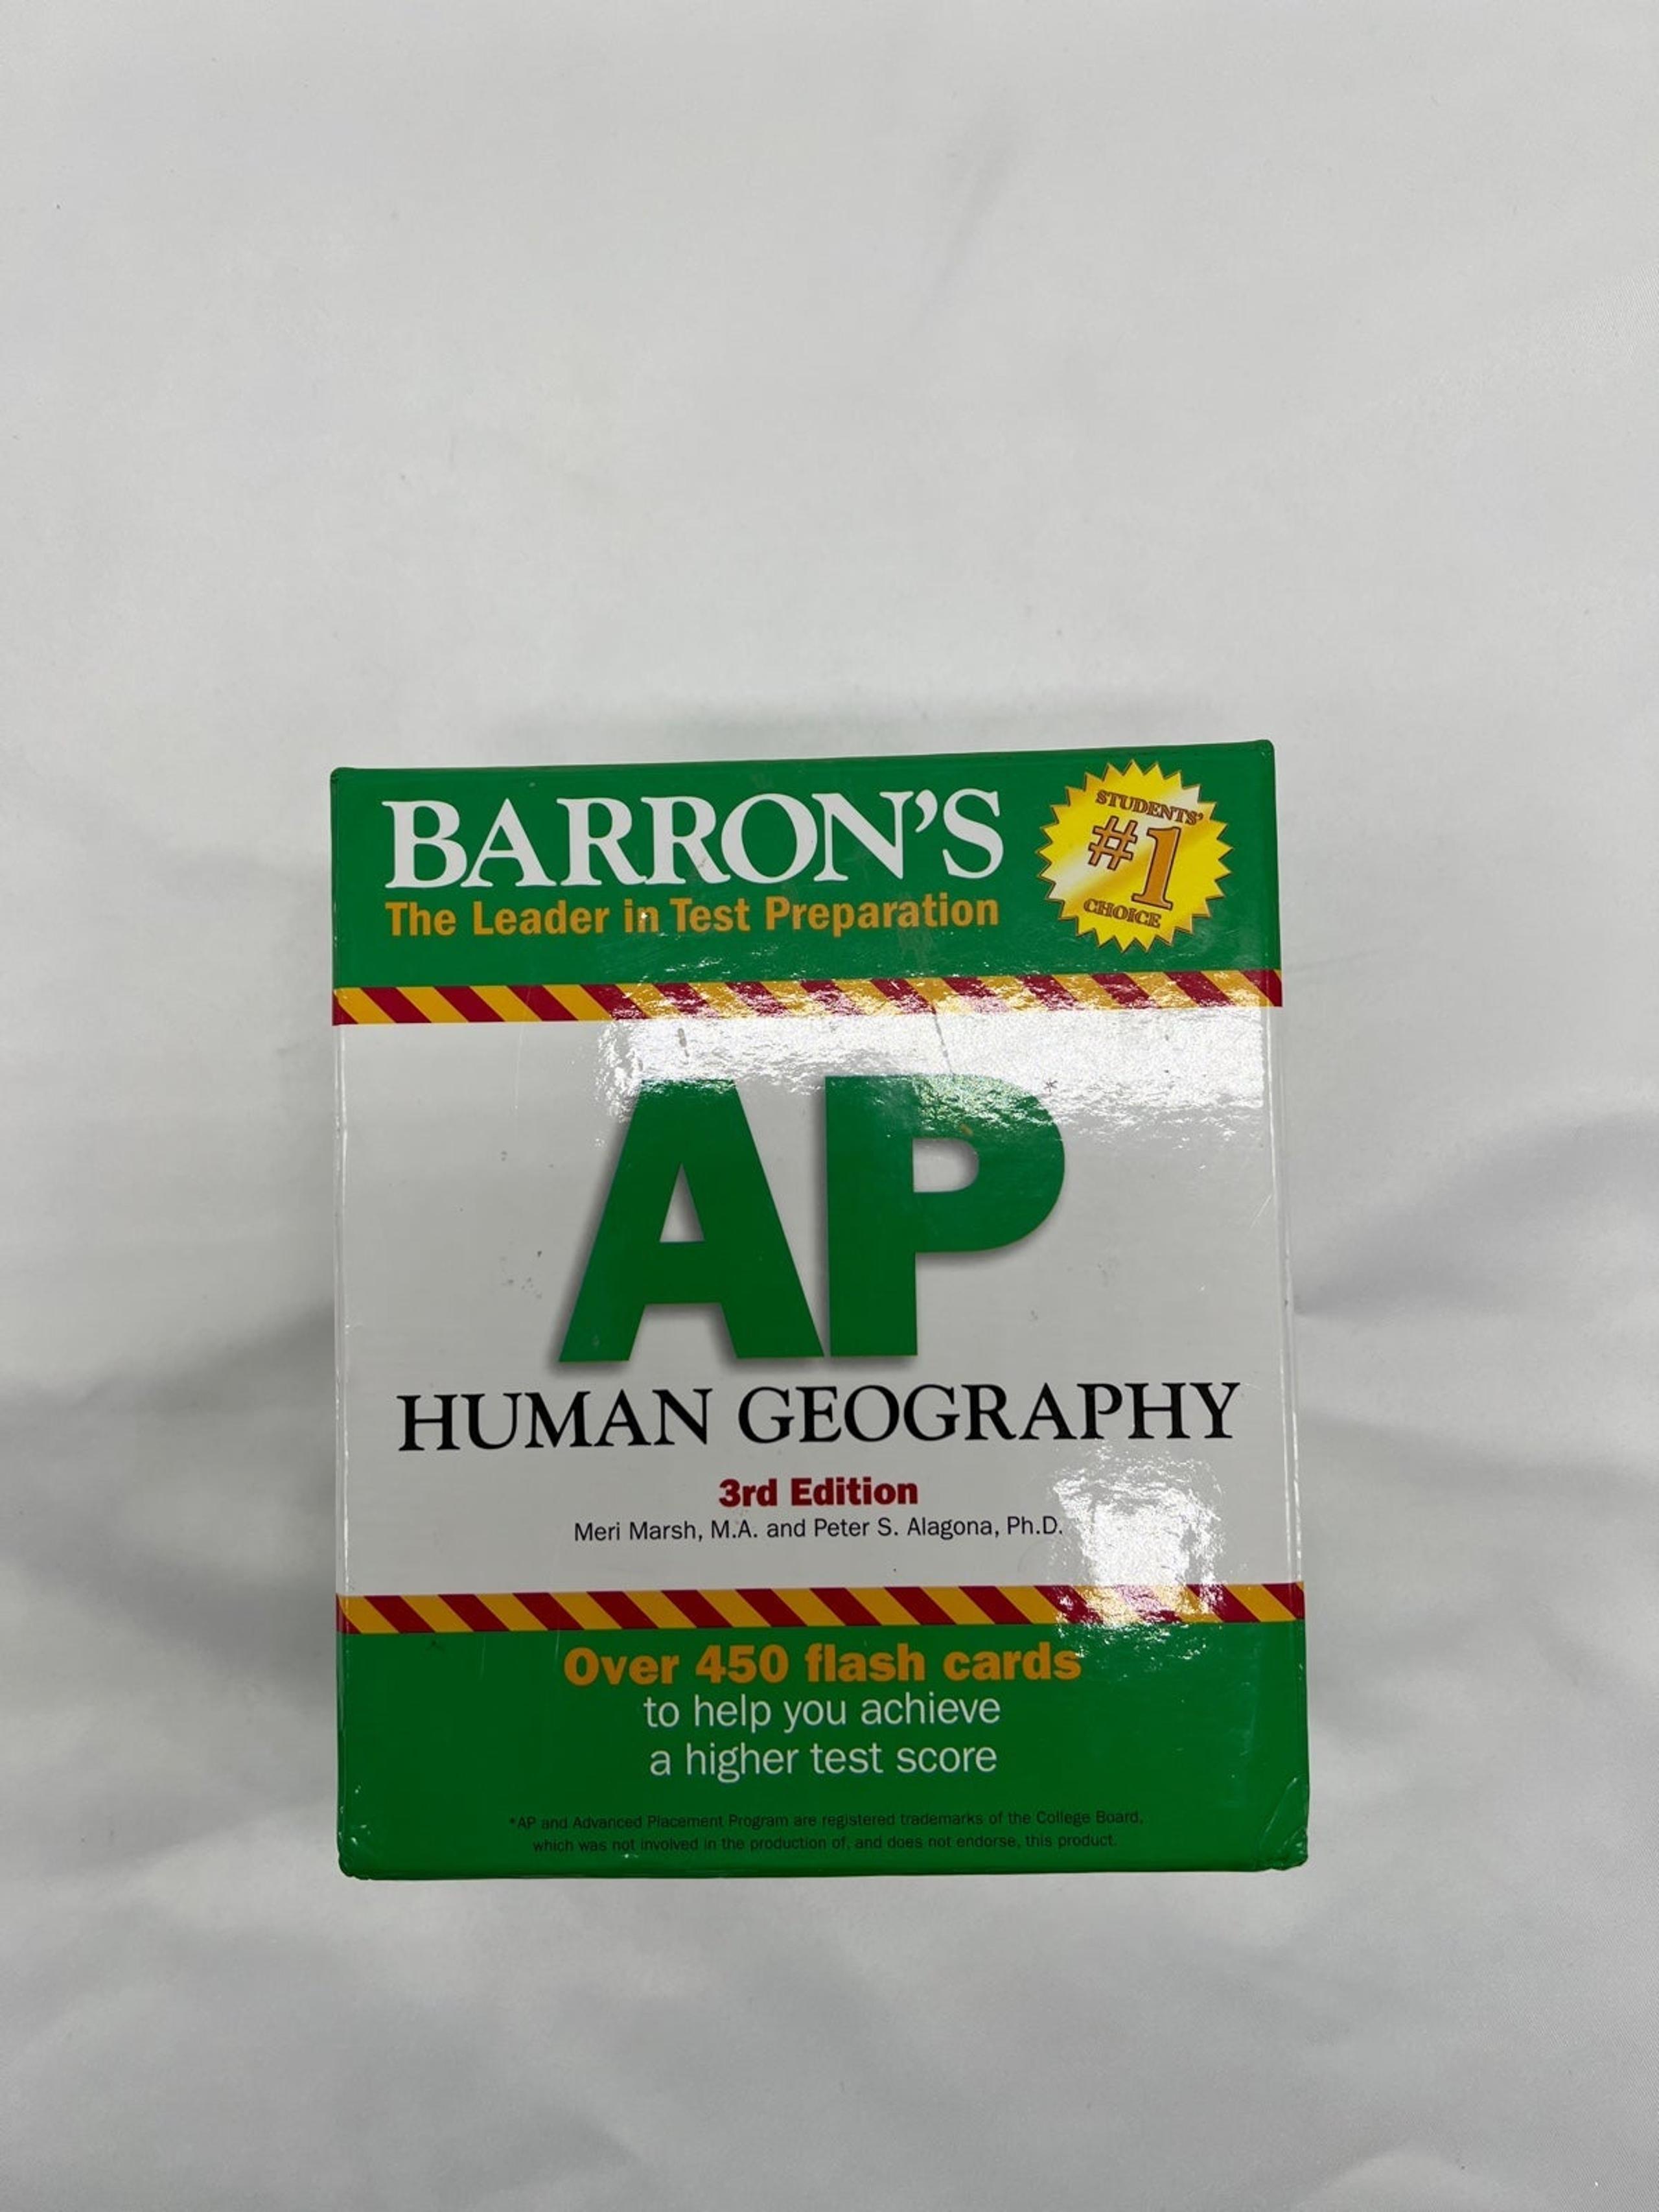 BARRON'S
The Leader in Test Preparation
STUDENTS'
#1
CHOICE
AP*
HUMAN GEOGRAPHY
3rd Edition
Meri Marsh, M.A. and Peter S. Alagona, Ph.D.
Over 450 flash cards
to help you achieve
a higher test score
*AP and Advanced Placement Program are registered trademarks of the College Board,
which was not involved in the production of, and does not endorse, this product.